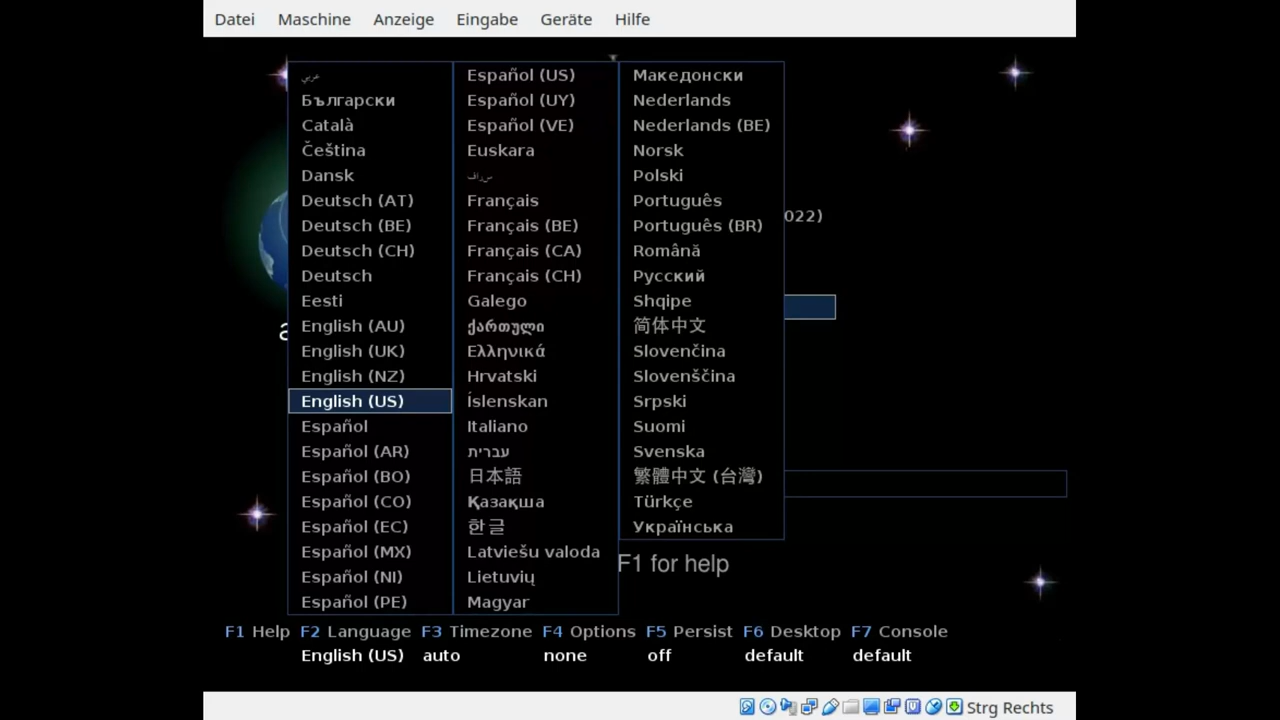 Datei Maschine Anzeige Eingabe Geräte Hilfe
عربي
Български
Català
Čeština
Dansk
Deutsch (AT)
Deutsch (BE)
Deutsch (CH)
Deutsch
Eesti
English (AU)
English (UK)
English (NZ)
English (US)
Español
Español (AR)
Español (BO)
Español (CO)
Español (EC)
Español (MX)
Español (NI)
Español (PE)
Español (US)
Español (UY)
Español (VE)
Euskara
Français
Français (BE)
Français (CA)
Français (CH)
Galego
ქართული
Ελληνικά
Hrvatski
Íslenskan
Italiano
עברית
日本語
Қазақша
한글
Latviešu valoda
Lietuvių
Magyar
Македонски
Nederlands
Nederlands (BE)
Norsk
Polski
Português
Português (BR)
Română
Русский
Shqipe
简体中文
Slovenčina
Slovenščina
Srpski
Suomi
Svenska
繁體中文 (台灣)
Türkçe
Українська
022)
a
F1 for help
F1 Help F2 Language F3 Timezone F4 Options F5 Persist F6 Desktop F7 Console
English (US) auto none off default default
Strg Rechts